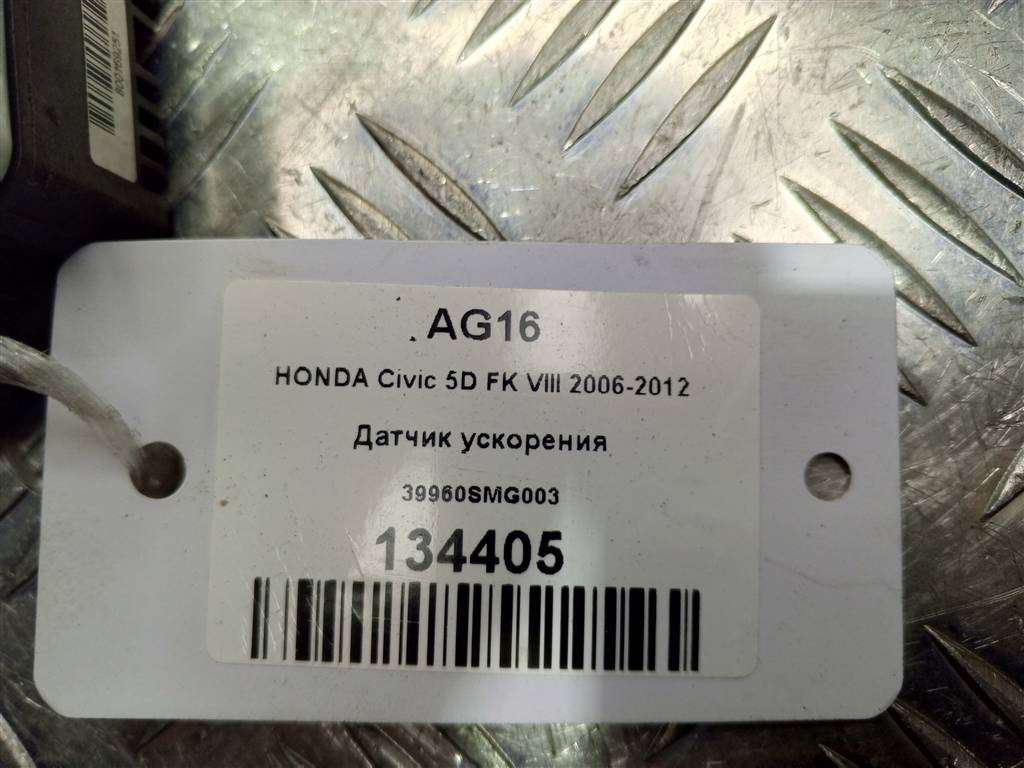 AG16
HONDA Civic 5D FK VIII 2006-2012
Датчик ускорения
39960SMG003
134405